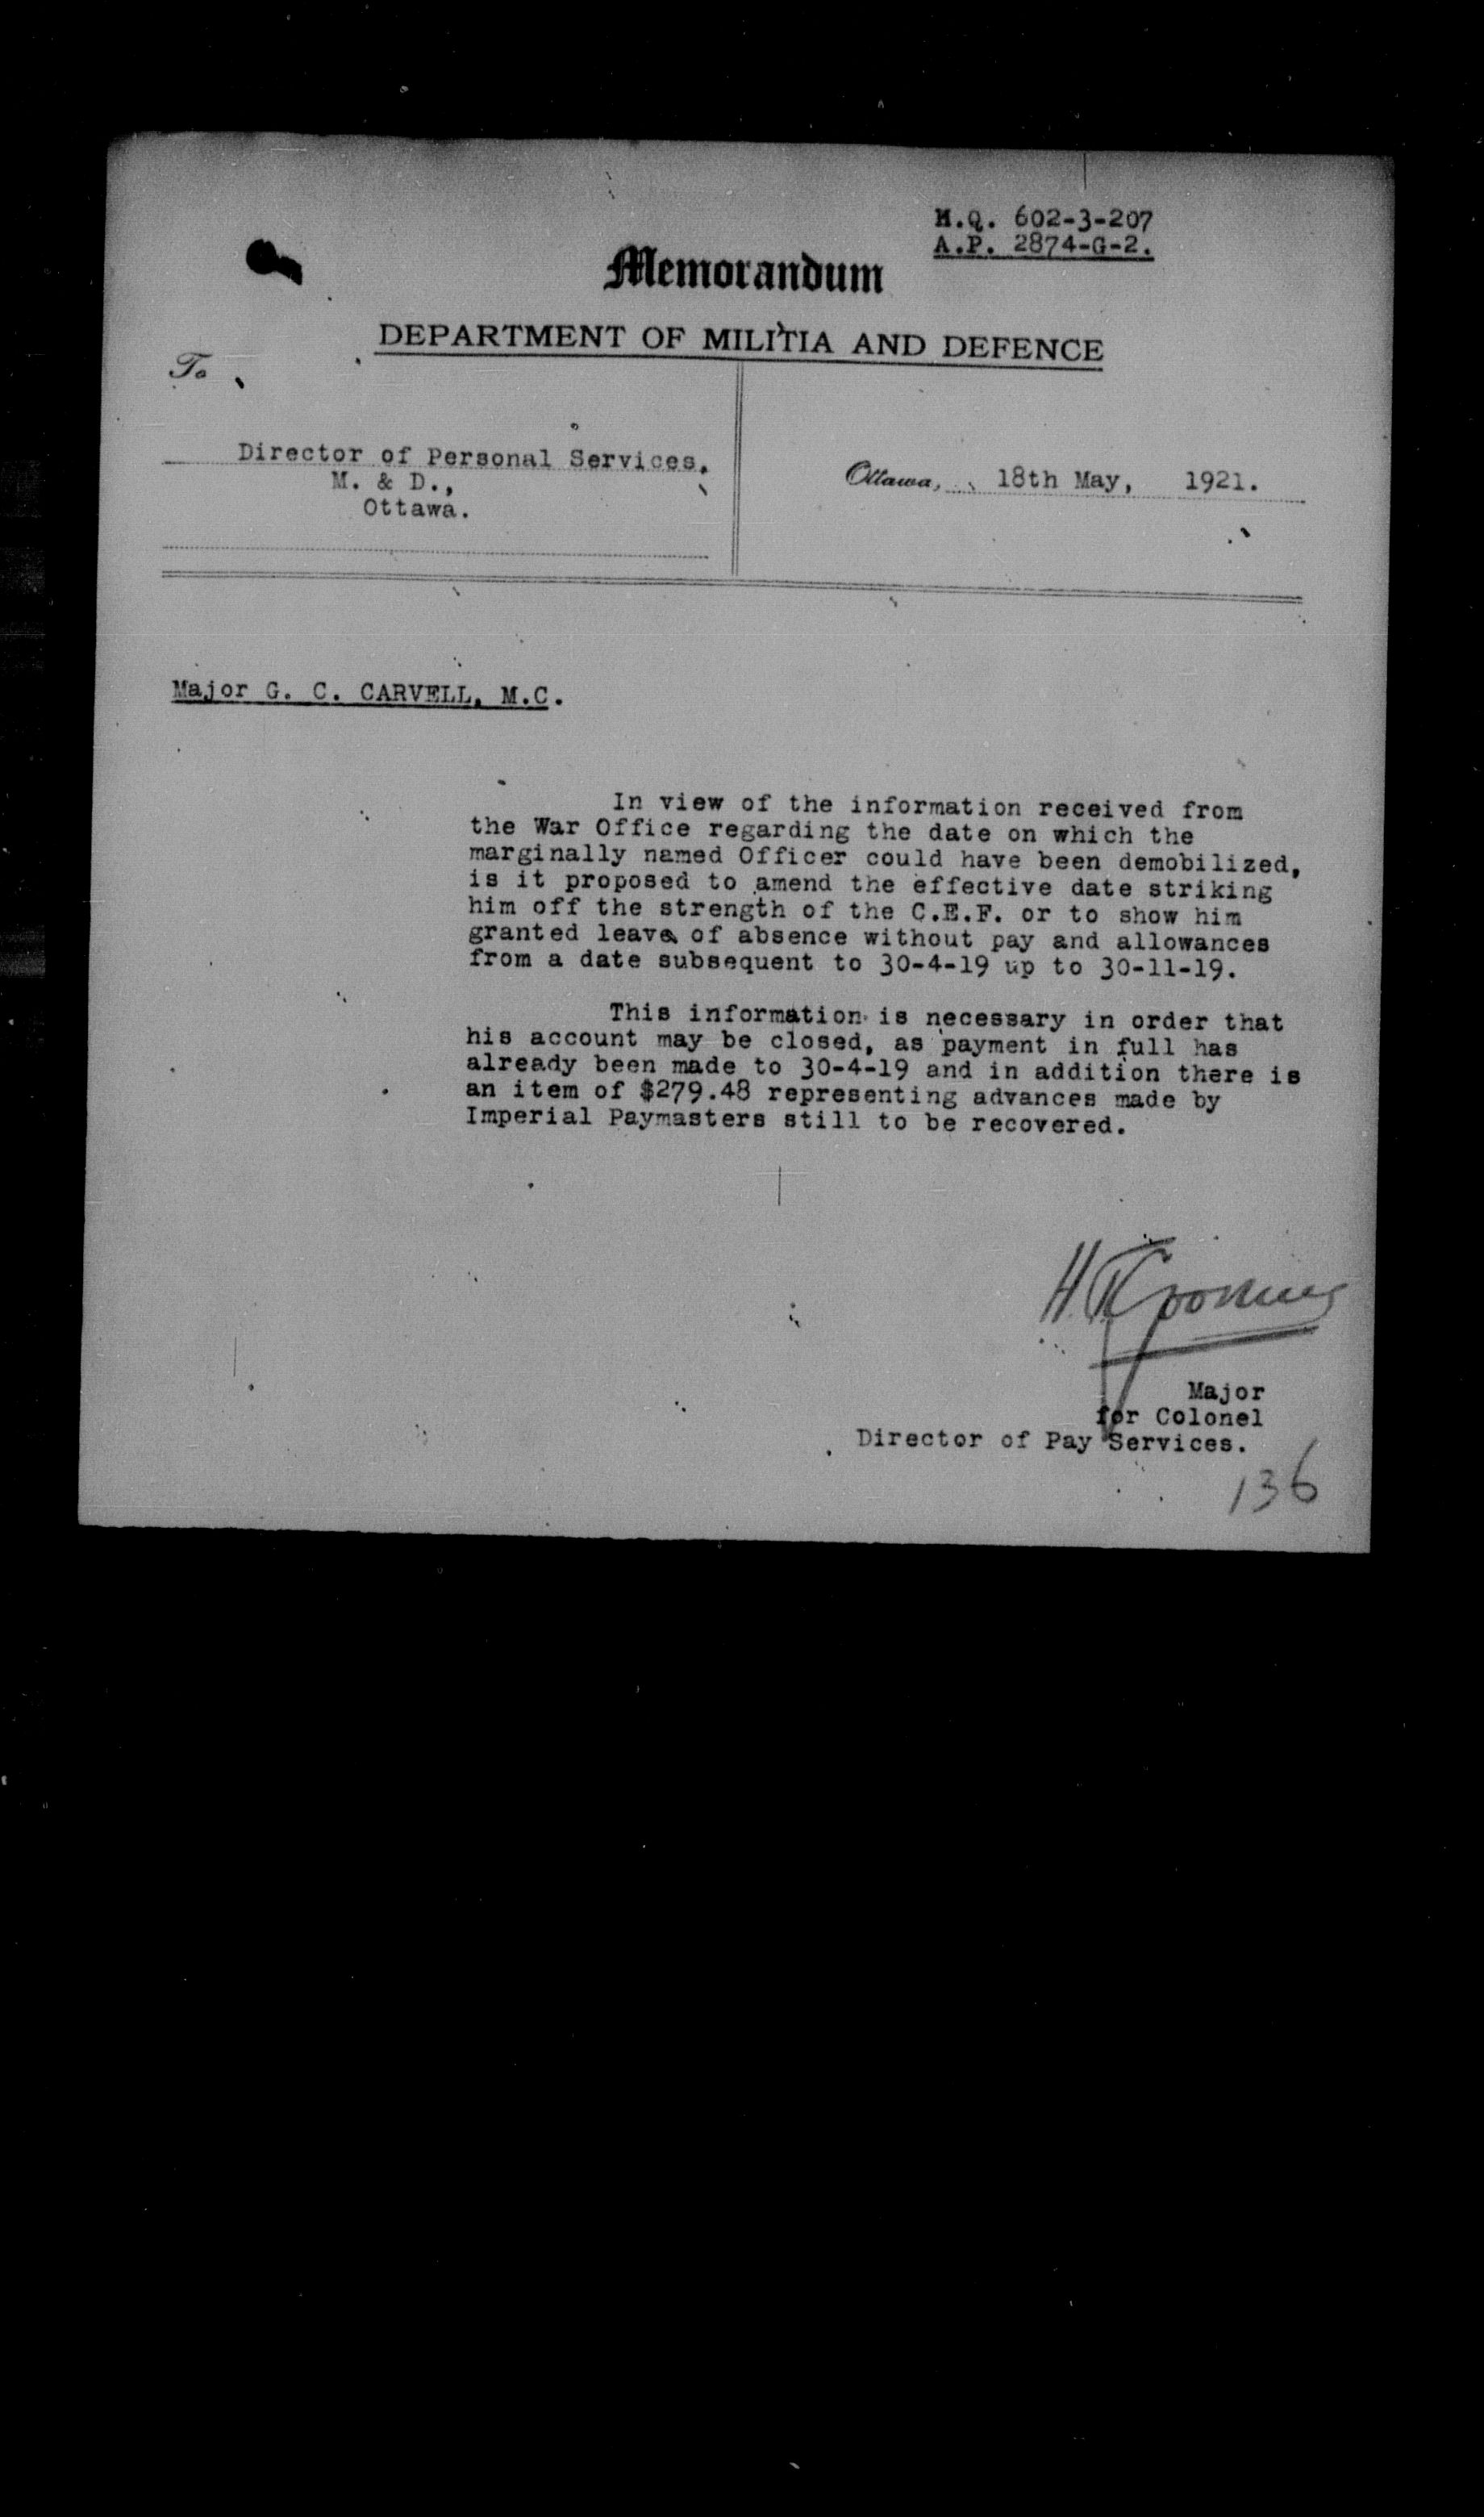 H.Q. 602-3-207
A.P. 2874-G-2.
Memorandum
DEPARTMENT OF MILITIA AND DEFENCE
To
Director of Personal Services,
M. & D.,
Ottawa.
Ottawa, 18th May, 1921.
Major G. C. CARVELL, M.C.
In view of the information received from
the War Office regarding the date on which the
marginally named Officer could have been demobilized,
is it proposed to amend the effective date striking
him off the strength of the C.E.F. or to show him
granted leave of absence without pay and allowances
from a date subsequent to 30-4-19 up to 30-11-19.
This information is necessary in order that
his account may be closed, as payment in full has
already been made to 30-4-19 and in addition there is
an item of $279.48 representing advances made by
Imperial Paymasters still to be recovered.
Major
for Colonel
Director of Pay Services.
136